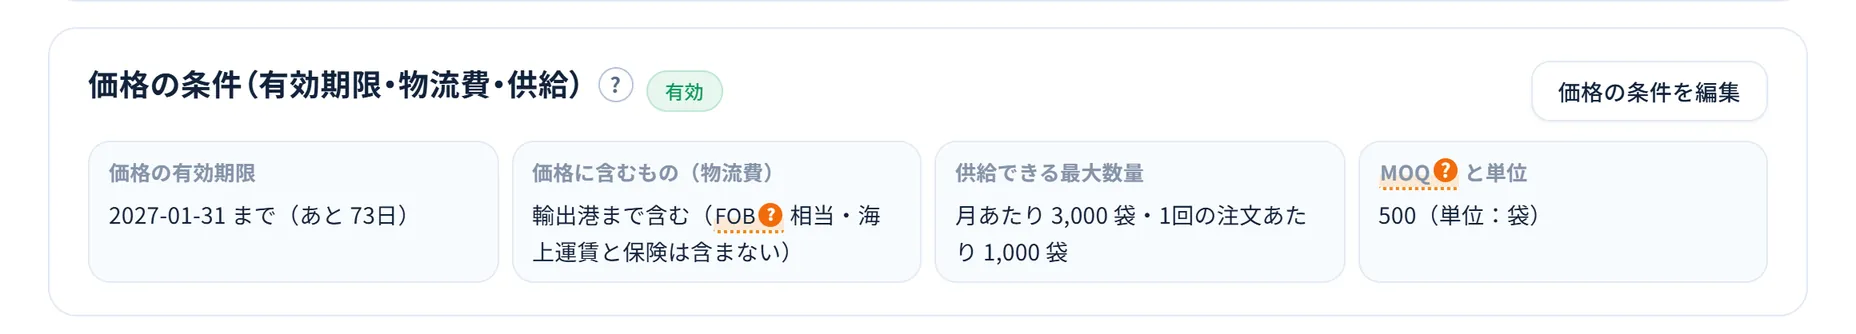 価格の条件（有効期限・物流費・供給） ? 有効
価格の条件を編集
価格の有効期限
2027-01-31 まで（あと 73日）
価格に含むもの（物流費）
輸出港まで含む（FOB ? 相当・海
上運賃と保険は含まない）
供給できる最大数量
月あたり 3,000 袋・1回の注文あた
り 1,000 袋
MOQ ? と単位
500（単位：袋）